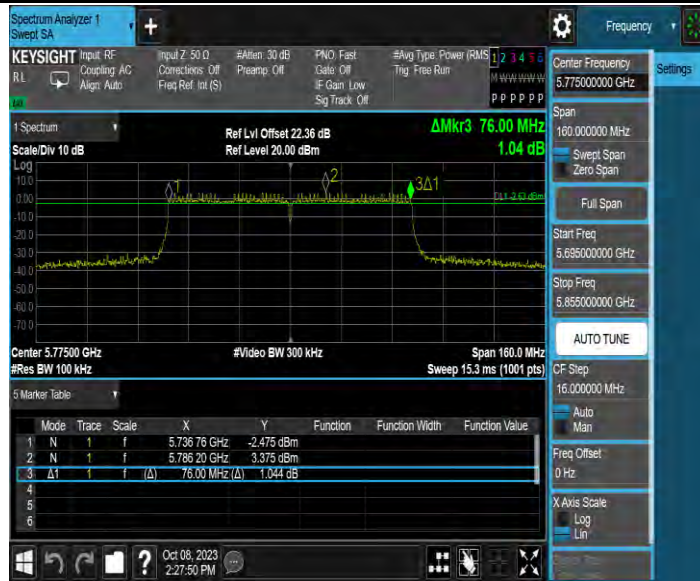 Spectrum Analyzer 1
Swept SA
Frequency
KEYSIGHT
Input: RF
Coupling: AC
Align: Auto
Input Z: 50 Ω
Corrections: Off
Freq Ref: Int (S)
#Atten: 30 dB
Preamp: Off
PNO: Fast
Gate: Off
IF Gain: Low
Sig Track: Off
#Avg Type: Power (RMS
Trig: Free Run
1 2 3 4 5 6
M W W W W W
P P P P P P
RL
1 Spectrum
Scale/Div 10 dB
Ref Lvl Offset 22.36 dB
Ref Level 20.00 dBm
ΔMkr3 76.00 MHz
1.04 dB
Log
10.0
0.00
-10.0
-20.0
-30.0
-40.0
-50.0
-60.0
-70.0
1
2
3Δ1
DL1 -2.63 dBm
Center 5.77500 GHz
#Video BW 300 kHz
Span 160.0 MHz
#Res BW 100 kHz
Sweep 15.3 ms (1001 pts)
5 Marker Table
Mode Trace Scale X Y Function Function Width Function Value
1 N 1 f 5.736 76 GHz -2.475 dBm
2 N 1 f 5.786 20 GHz 3.375 dBm
3 Δ1 1 f (Δ) 76.00 MHz (Δ) 1.044 dB
4
5
6
Oct 08, 2023
2:27:50 PM
Center Frequency
5.775000000 GHz
Settings
Span
160.000000 MHz
Swept Span
Zero Span
Full Span
Start Freq
5.695000000 GHz
Stop Freq
5.855000000 GHz
AUTO TUNE
CF Step
16.000000 MHz
Auto
Man
Freq Offset
0 Hz
X Axis Scale
Log
Lin